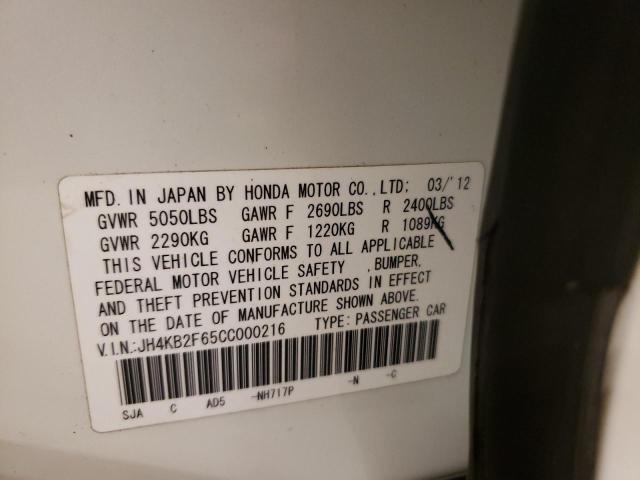 MFD. IN JAPAN BY HONDA MOTOR CO.,LTD; 03/'12
GVWR 5050LBS GAWR F 2690LBS R 2400LBS
GVWR 2290KG GAWR F 1220KG R 1089KG
THIS VEHICLE CONFORMS TO ALL APPLICABLE
FEDERAL MOTOR VEHICLE SAFETY ,BUMPER,
AND THEFT PREVENTION STANDARDS IN EFFECT
ON THE DATE OF MANUFACTURE SHOWN ABOVE.
V.I.N.:JH4KB2F65CC000216 TYPE: PASSENGER CAR
SJA C AD5 -NH717P -N -C